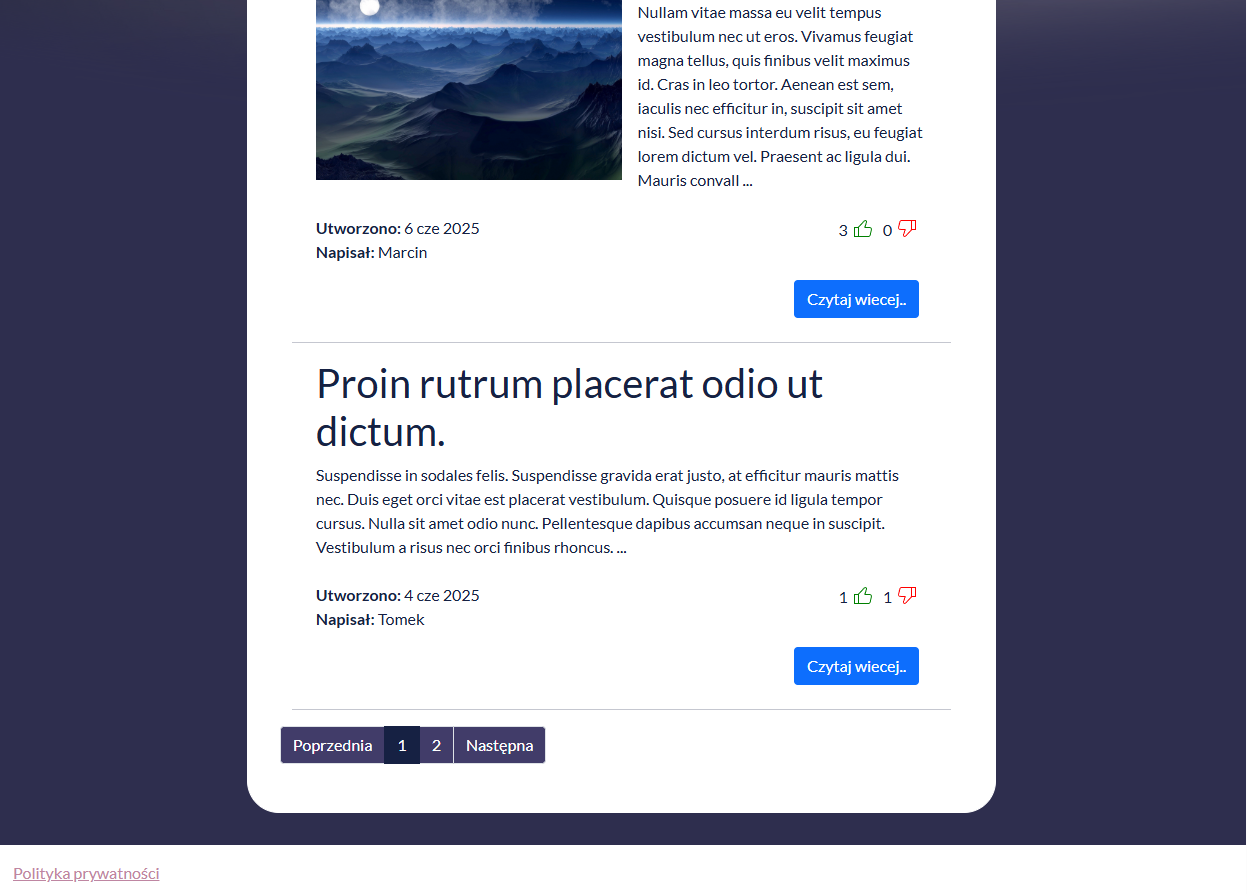 Nullam vitae massa eu velit tempus
vestibulum nec ut eros. Vivamus feugiat
magna tellus, quis finibus velit maximus
id. Cras in leo tortor. Aenean est sem,
iaculis nec efficitur in, suscipit sit amet
nisi. Sed cursus interdum risus, eu feugiat
lorem dictum vel. Praesent ac ligula dui.
Mauris convall ...
Utworzono: 6 cze 2025
3 0
Napisał: Marcin
Czytaj wiecej..
Proin rutrum placerat odio ut
dictum.
Suspendisse in sodales felis. Suspendisse gravida erat justo, at efficitur mauris mattis
nec. Duis eget orci vitae est placerat vestibulum. Quisque posuere id ligula tempor
cursus. Nulla sit amet odio nunc. Pellentesque dapibus accumsan neque in suscipit.
Vestibulum a risus nec orci finibus rhoncus. ...
Utworzono: 4 cze 2025
1 1
Napisał: Tomek
Czytaj wiecej..
Poprzednia 1 2 Następna
Polityka prywatności